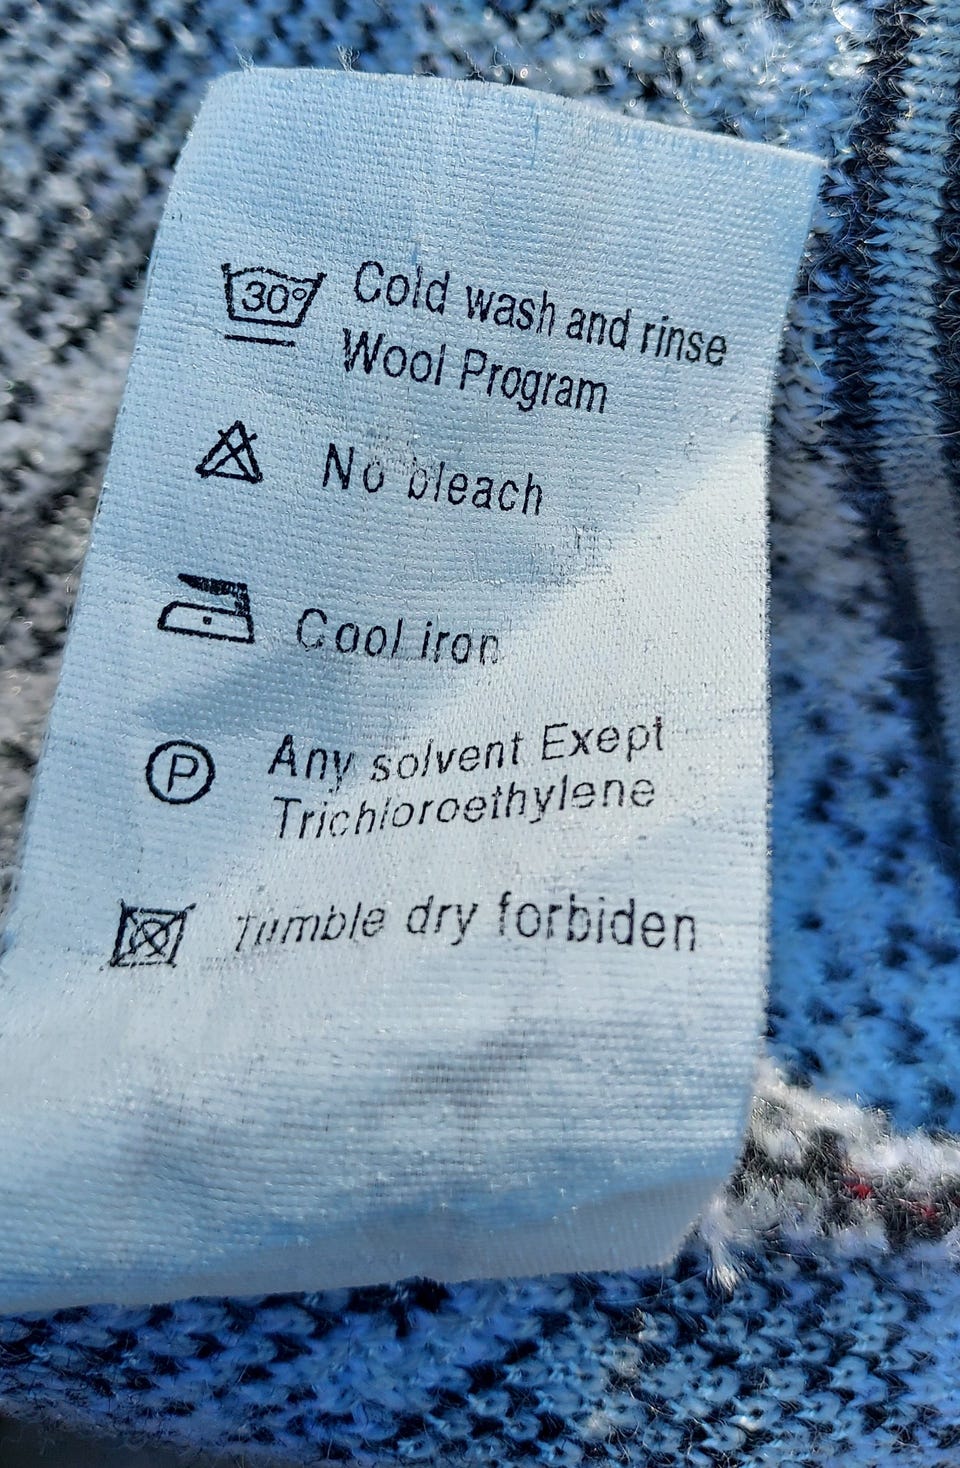 30° Cold wash and rinse
Wool Program
No bleach
Cool iron
P Any solvent Exept
Trichloroethylene
Tumble dry forbiden